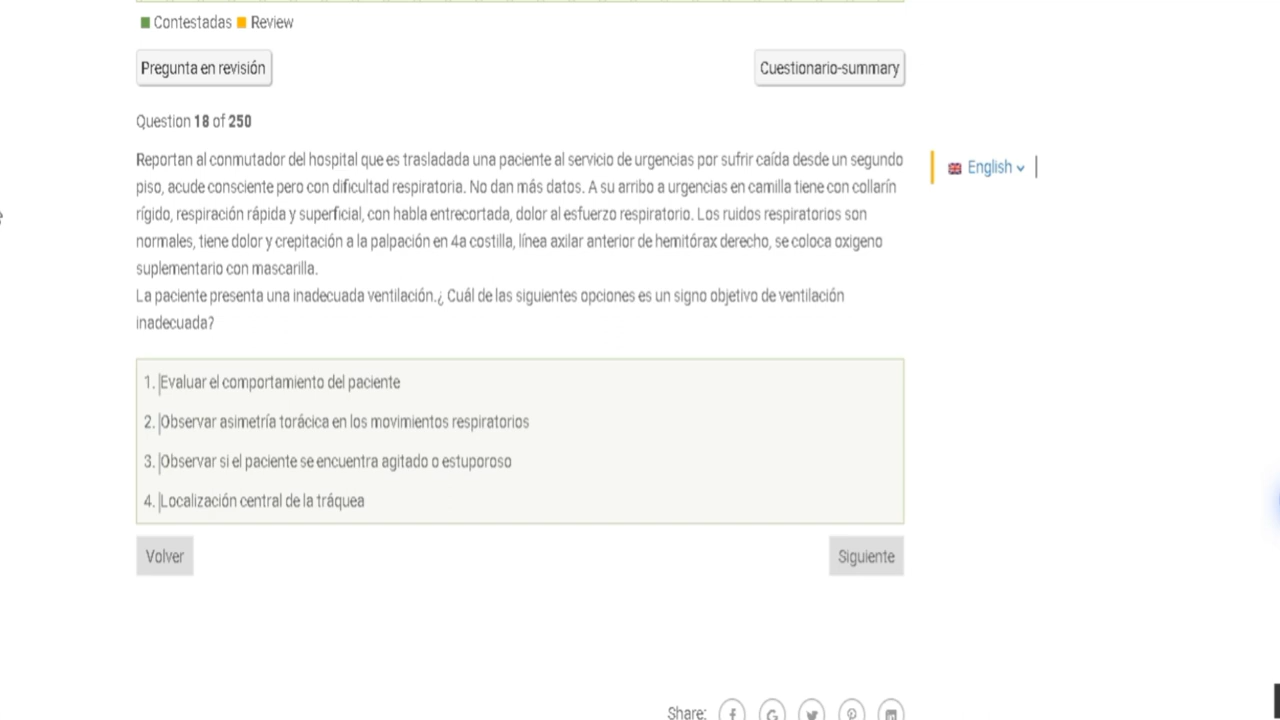 Contestadas Review
Pregunta en revisión Cuestionario-summary
Question 18 of 250
Reportan al conmutador del hospital que es trasladada una paciente al servicio de urgencias por sufrir caída desde un segundo
piso, acude consciente pero con dificultad respiratoria. No dan más datos. A su arribo a urgencias en camilla tiene con collarín
rígido, respiración rápida y superficial, con habla entrecortada, dolor al esfuerzo respiratorio. Los ruidos respiratorios son
normales, tiene dolor y crepitación a la palpación en 4a costilla, línea axilar anterior de hemitórax derecho, se coloca oxigeno
suplementario con mascarilla.
La paciente presenta una inadecuada ventilación.¿ Cuál de las siguientes opciones es un signo objetivo de ventilación
inadecuada?
English
1. Evaluar el comportamiento del paciente
2. Observar asimetría torácica en los movimientos respiratorios
3. Observar si el paciente se encuentra agitado o estuporoso
4. Localización central de la tráquea
Volver Siguiente
Share: